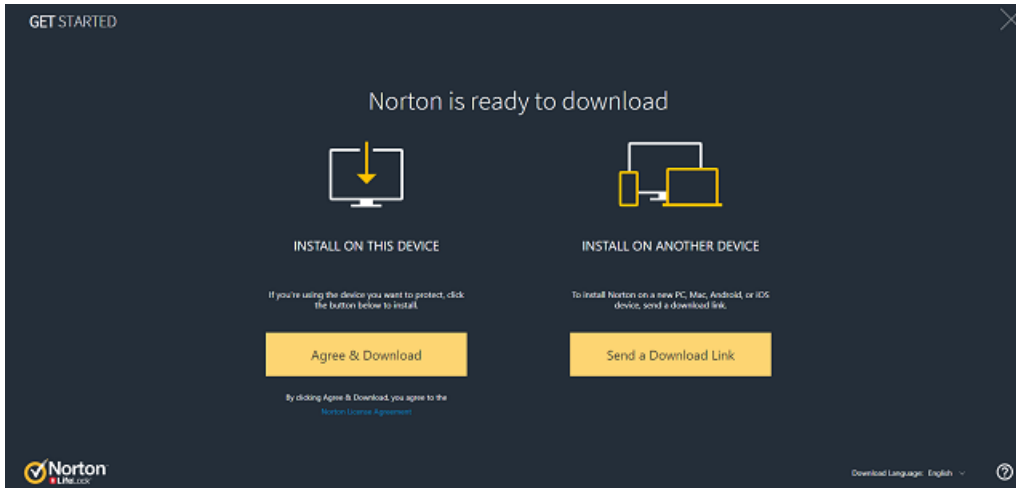 GET STARTED
Norton is ready to download
INSTALL ON THIS DEVICE
If you're using the device you want to protect, click
the button below to install.
Agree & Download
By clicking Agree & Download, you agree to the
Norton License Agreement
INSTALL ON ANOTHER DEVICE
To install Norton on a new PC, Mac, Android, or iOS
device, send a download link.
Send a Download Link
Norton
LifeLock
Download Language: English
?